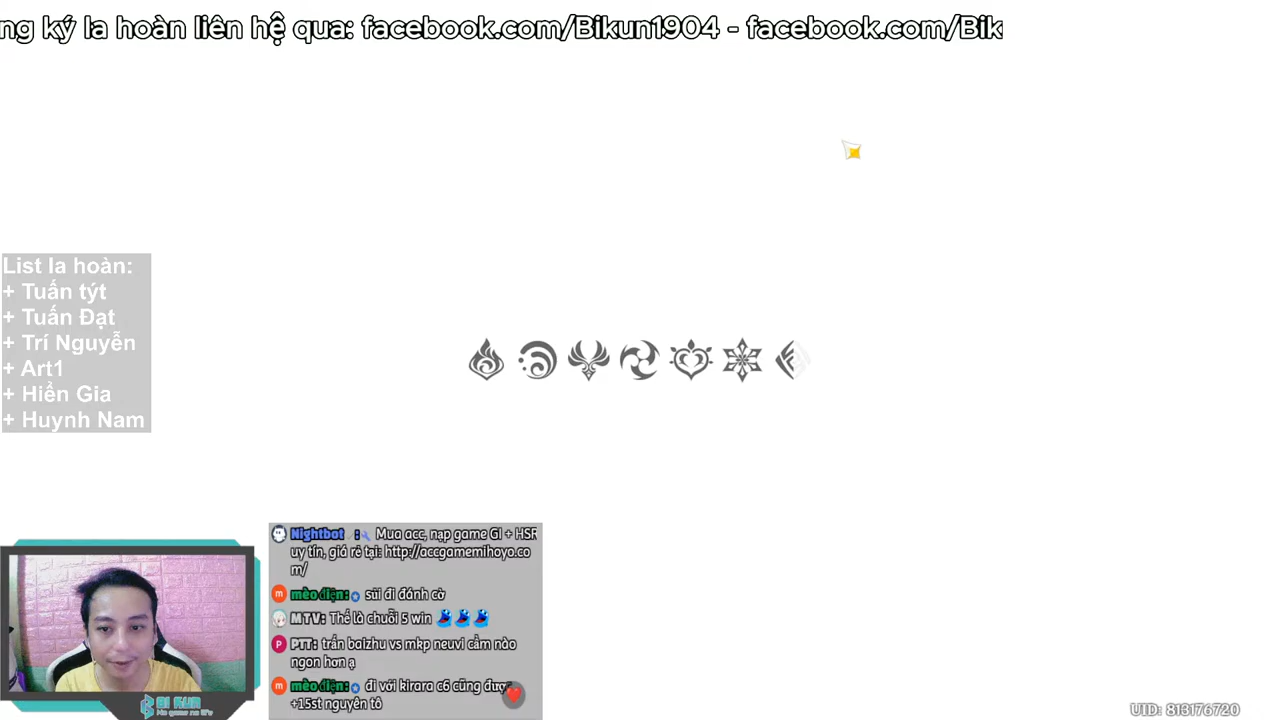 ng ký la hoàn liên hệ qua: facebook.com/Bikun1904 - facebook.com/Bik
List la hoàn:
+ Tuấn týt
+ Tuấn Đạt
+ Trí Nguyễn
+ Art1
+ Hiển Gia
+ Huynh Nam
Nightbot : Mua acc, nạp game GI + HSR
uy tín, giá rẻ tại: http://accgamemihoyo.co
m/
mèo điện: sủi đi đánh cờ
MTV: Thế là chuỗi 5 win
PTT: trấn baizhu vs mkp neuvi cầm nào
ngon hơn ạ
mèo điện: đi với kirara c6 cũng được
+15st nguyên tố
BI KUN
UID: 813176720